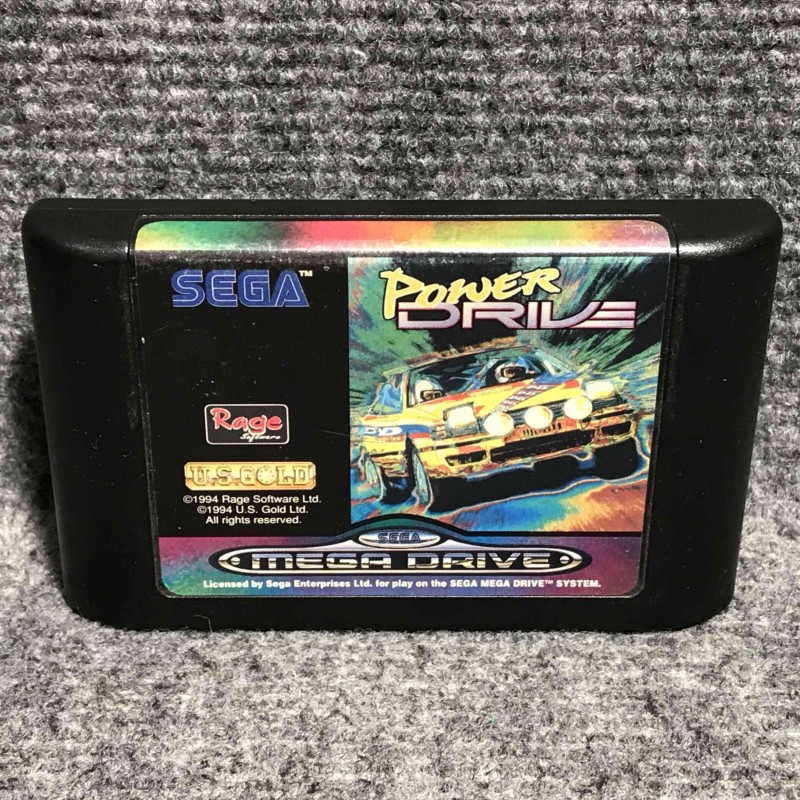 SEGA™
POWER
DRIVE
Rage
Software
U.S. GOLD
©1994 Rage Software Ltd.
©1994 U.S. Gold Ltd.
All rights reserved.
SEGA
MEGA DRIVE
Licensed by Sega Enterprises Ltd. for play on the SEGA MEGA DRIVE™ SYSTEM.